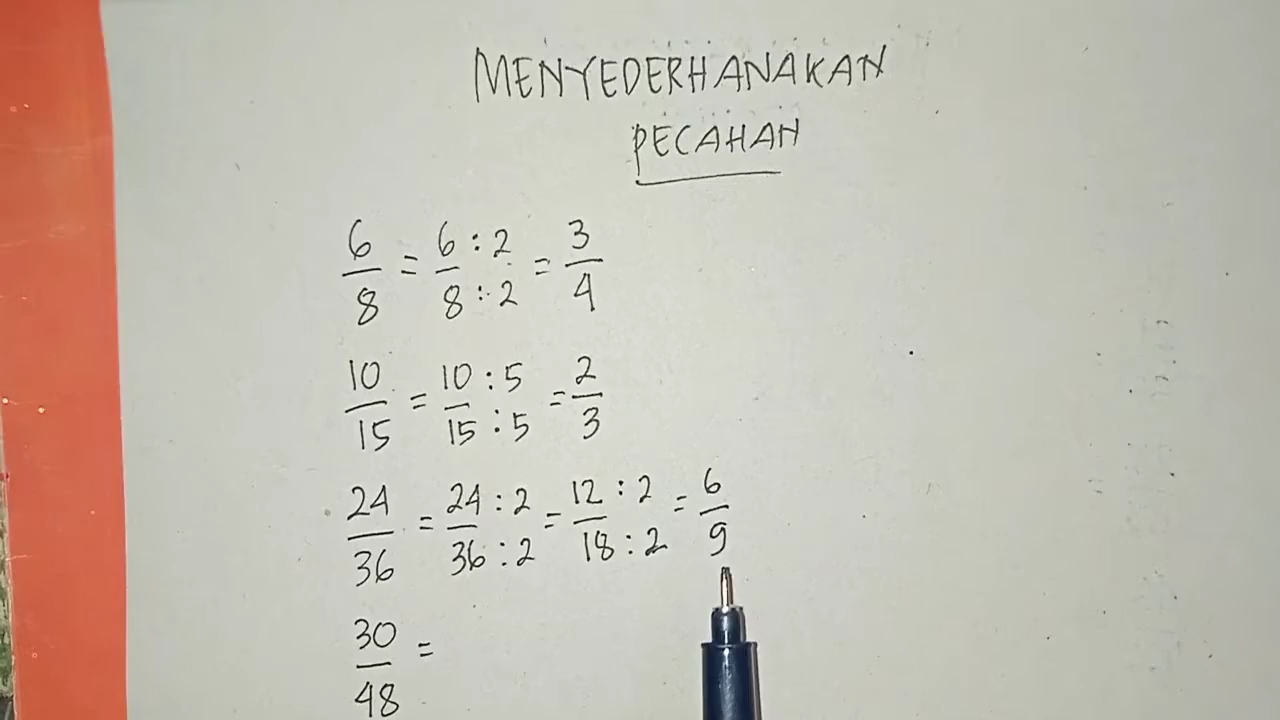 MENYEDERHANAKAN
PECAHAN
6/8 = 6 : 2/8 : 2 = 3/4
10/15 = 10 : 5/15 : 5 = 2/3
24/36 = 24 : 2/36 : 2 = 12 : 2/18 : 2 = 6/9
30/48 =